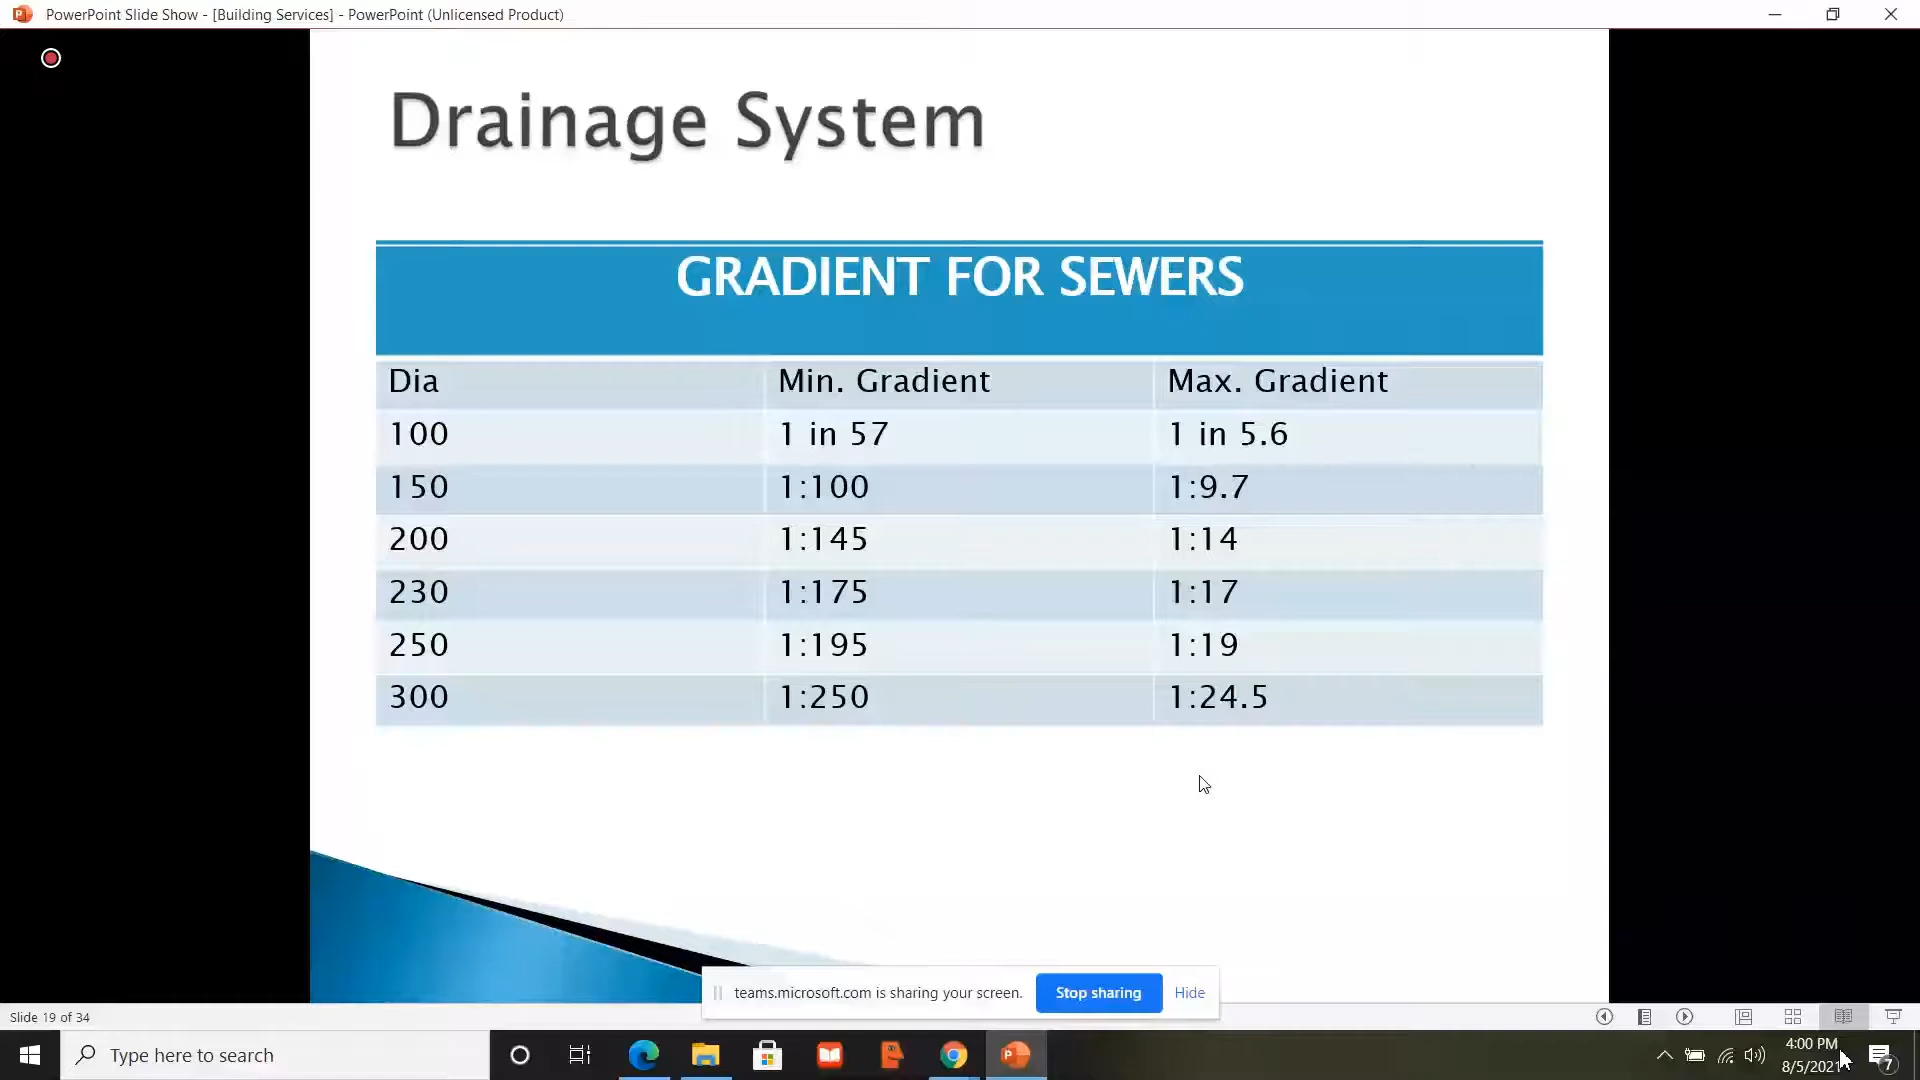 PowerPoint Slide Show - [Building Services] - PowerPoint (Unlicensed Product)
Drainage System
GRADIENT FOR SEWERS
Dia Min. Gradient Max. Gradient
100 1 in 57 1 in 5.6
150 1:100 1:9.7
200 1:145 1:14
230 1:175 1:17
250 1:195 1:19
300 1:250 1:24.5
teams.microsoft.com is sharing your screen. Stop sharing Hide
Slide 19 of 34
Type here to search
4:00 PM
8/5/2021
7